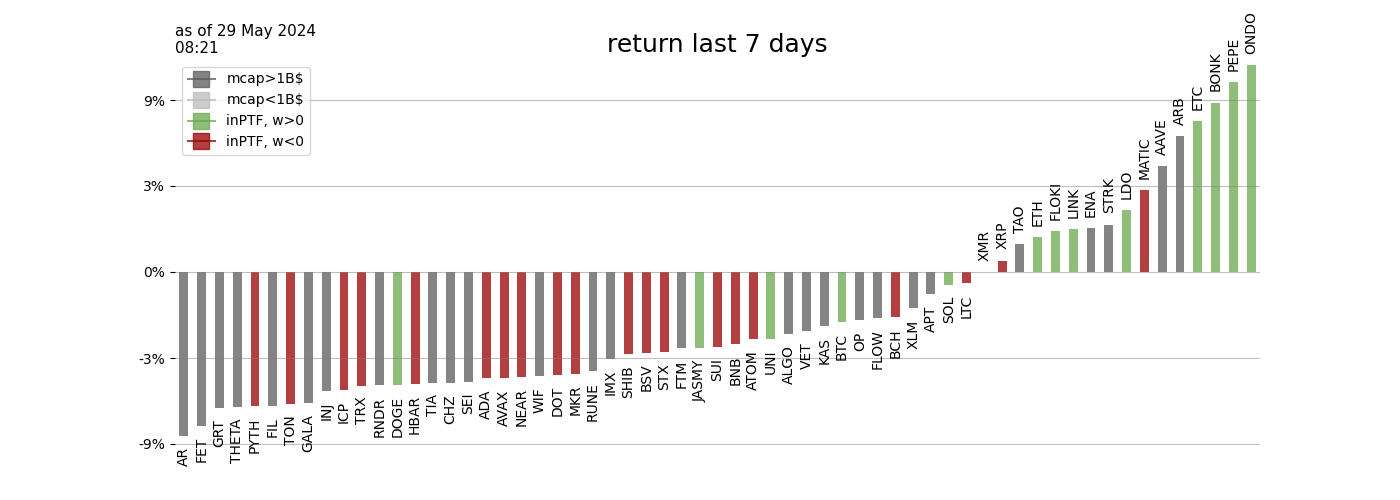 as of 29 May 2024
08:21
return last 7 days
mcap>1B$
mcap<1B$
inPTF, w>0
inPTF, w<0
9%
3%
0%
-3%
-9%
AR
FET
GRT
THETA
PYTH
FIL
TON
GALA
INJ
ICP
TRX
RNDR
DOGE
HBAR
TIA
CHZ
SEI
ADA
AVAX
NEAR
WIF
DOT
MKR
RUNE
IMX
SHIB
BSV
STX
FTM
JASMY
SUI
BNB
ATOM
UNI
ALGO
VET
KAS
BTC
OP
FLOW
BCH
XLM
APT
SOL
LTC
XMR
XRP
TAO
ETH
FLOKI
LINK
ENA
STRK
LDO
MATIC
AAVE
ARB
ETC
BONK
PEPE
ONDO